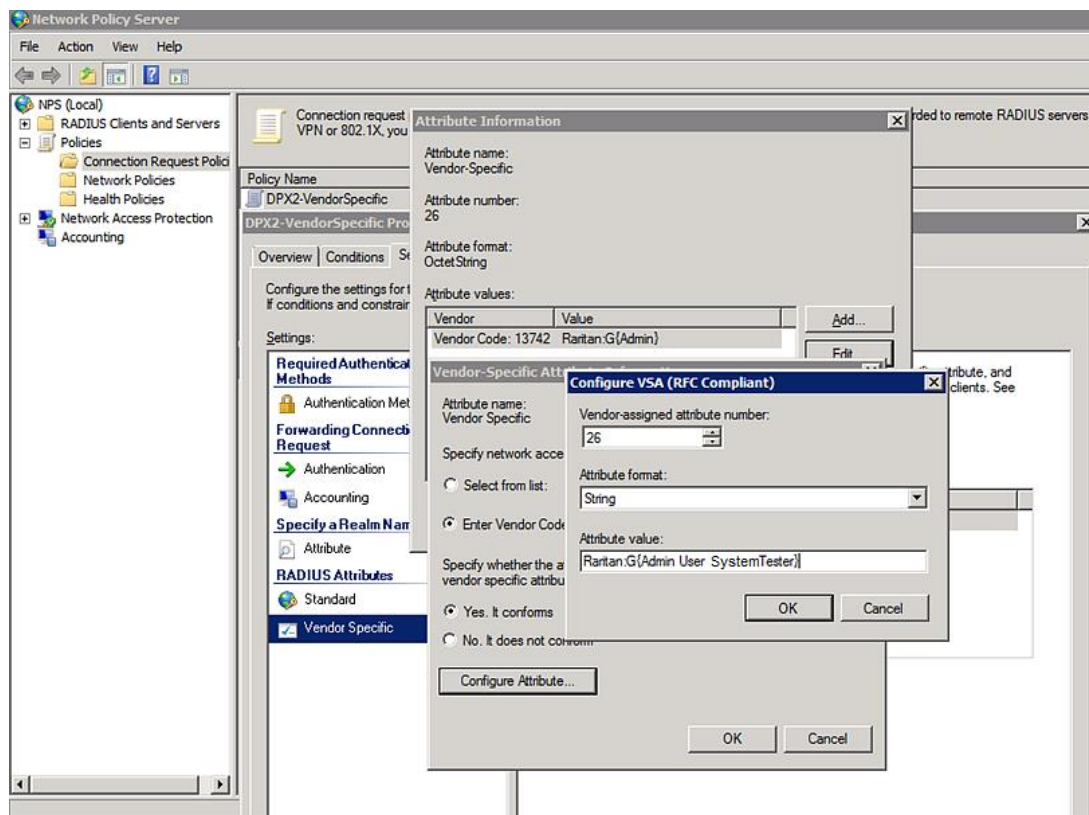 Network Policy Server
File Action View Help
NPS (Local)
RADIUS Clients and Servers
Policies
Connection Request Polici
Network Policies
Health Policies
Network Access Protection
Accounting
Connection request
VPN or 802.1X, you
rded to remote RADIUS servers
Policy Name
DPX2-VendorSpecific
DPX2-VendorSpecific Pro
Overview Conditions Se
Configure the settings for t
If conditions and constrair
Settings:
Required Authenticat
Methods
Authentication Met
Forwarding Connecti
Request
Authentication
Accounting
Specify a Realm Nam
Attribute
RADIUS Attributes
Standard
Vendor Specific
Attribute Information
Attribute name:
Vendor-Specific
Attribute number:
26
Attribute format:
OctetString
Attribute values:
Vendor Value
Vendor Code: 13742 Raritan:G{Admin}
Add...
Edit
tribute, and
clients. See
Vendor-Specific Att
Attribute name:
Vendor Specific
Specify network acce
Select from list:
Enter Vendor Code
Specify whether the a
vendor specific attribu
Yes. It conforms
No. It does not conform
Configure Attribute...
OK Cancel
Configure VSA (RFC Compliant)
Vendor-assigned attribute number:
26
Attribute format:
String
Attribute value:
Raritan:G{Admin User SystemTester}
OK Cancel